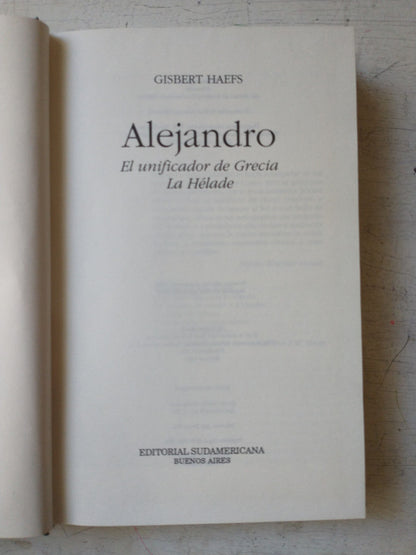 GISBERT HAEFS
Alejandro
El unificador de Grecia
La Hélade
EDITORIAL SUDAMERICANA
BUENOS AIRES